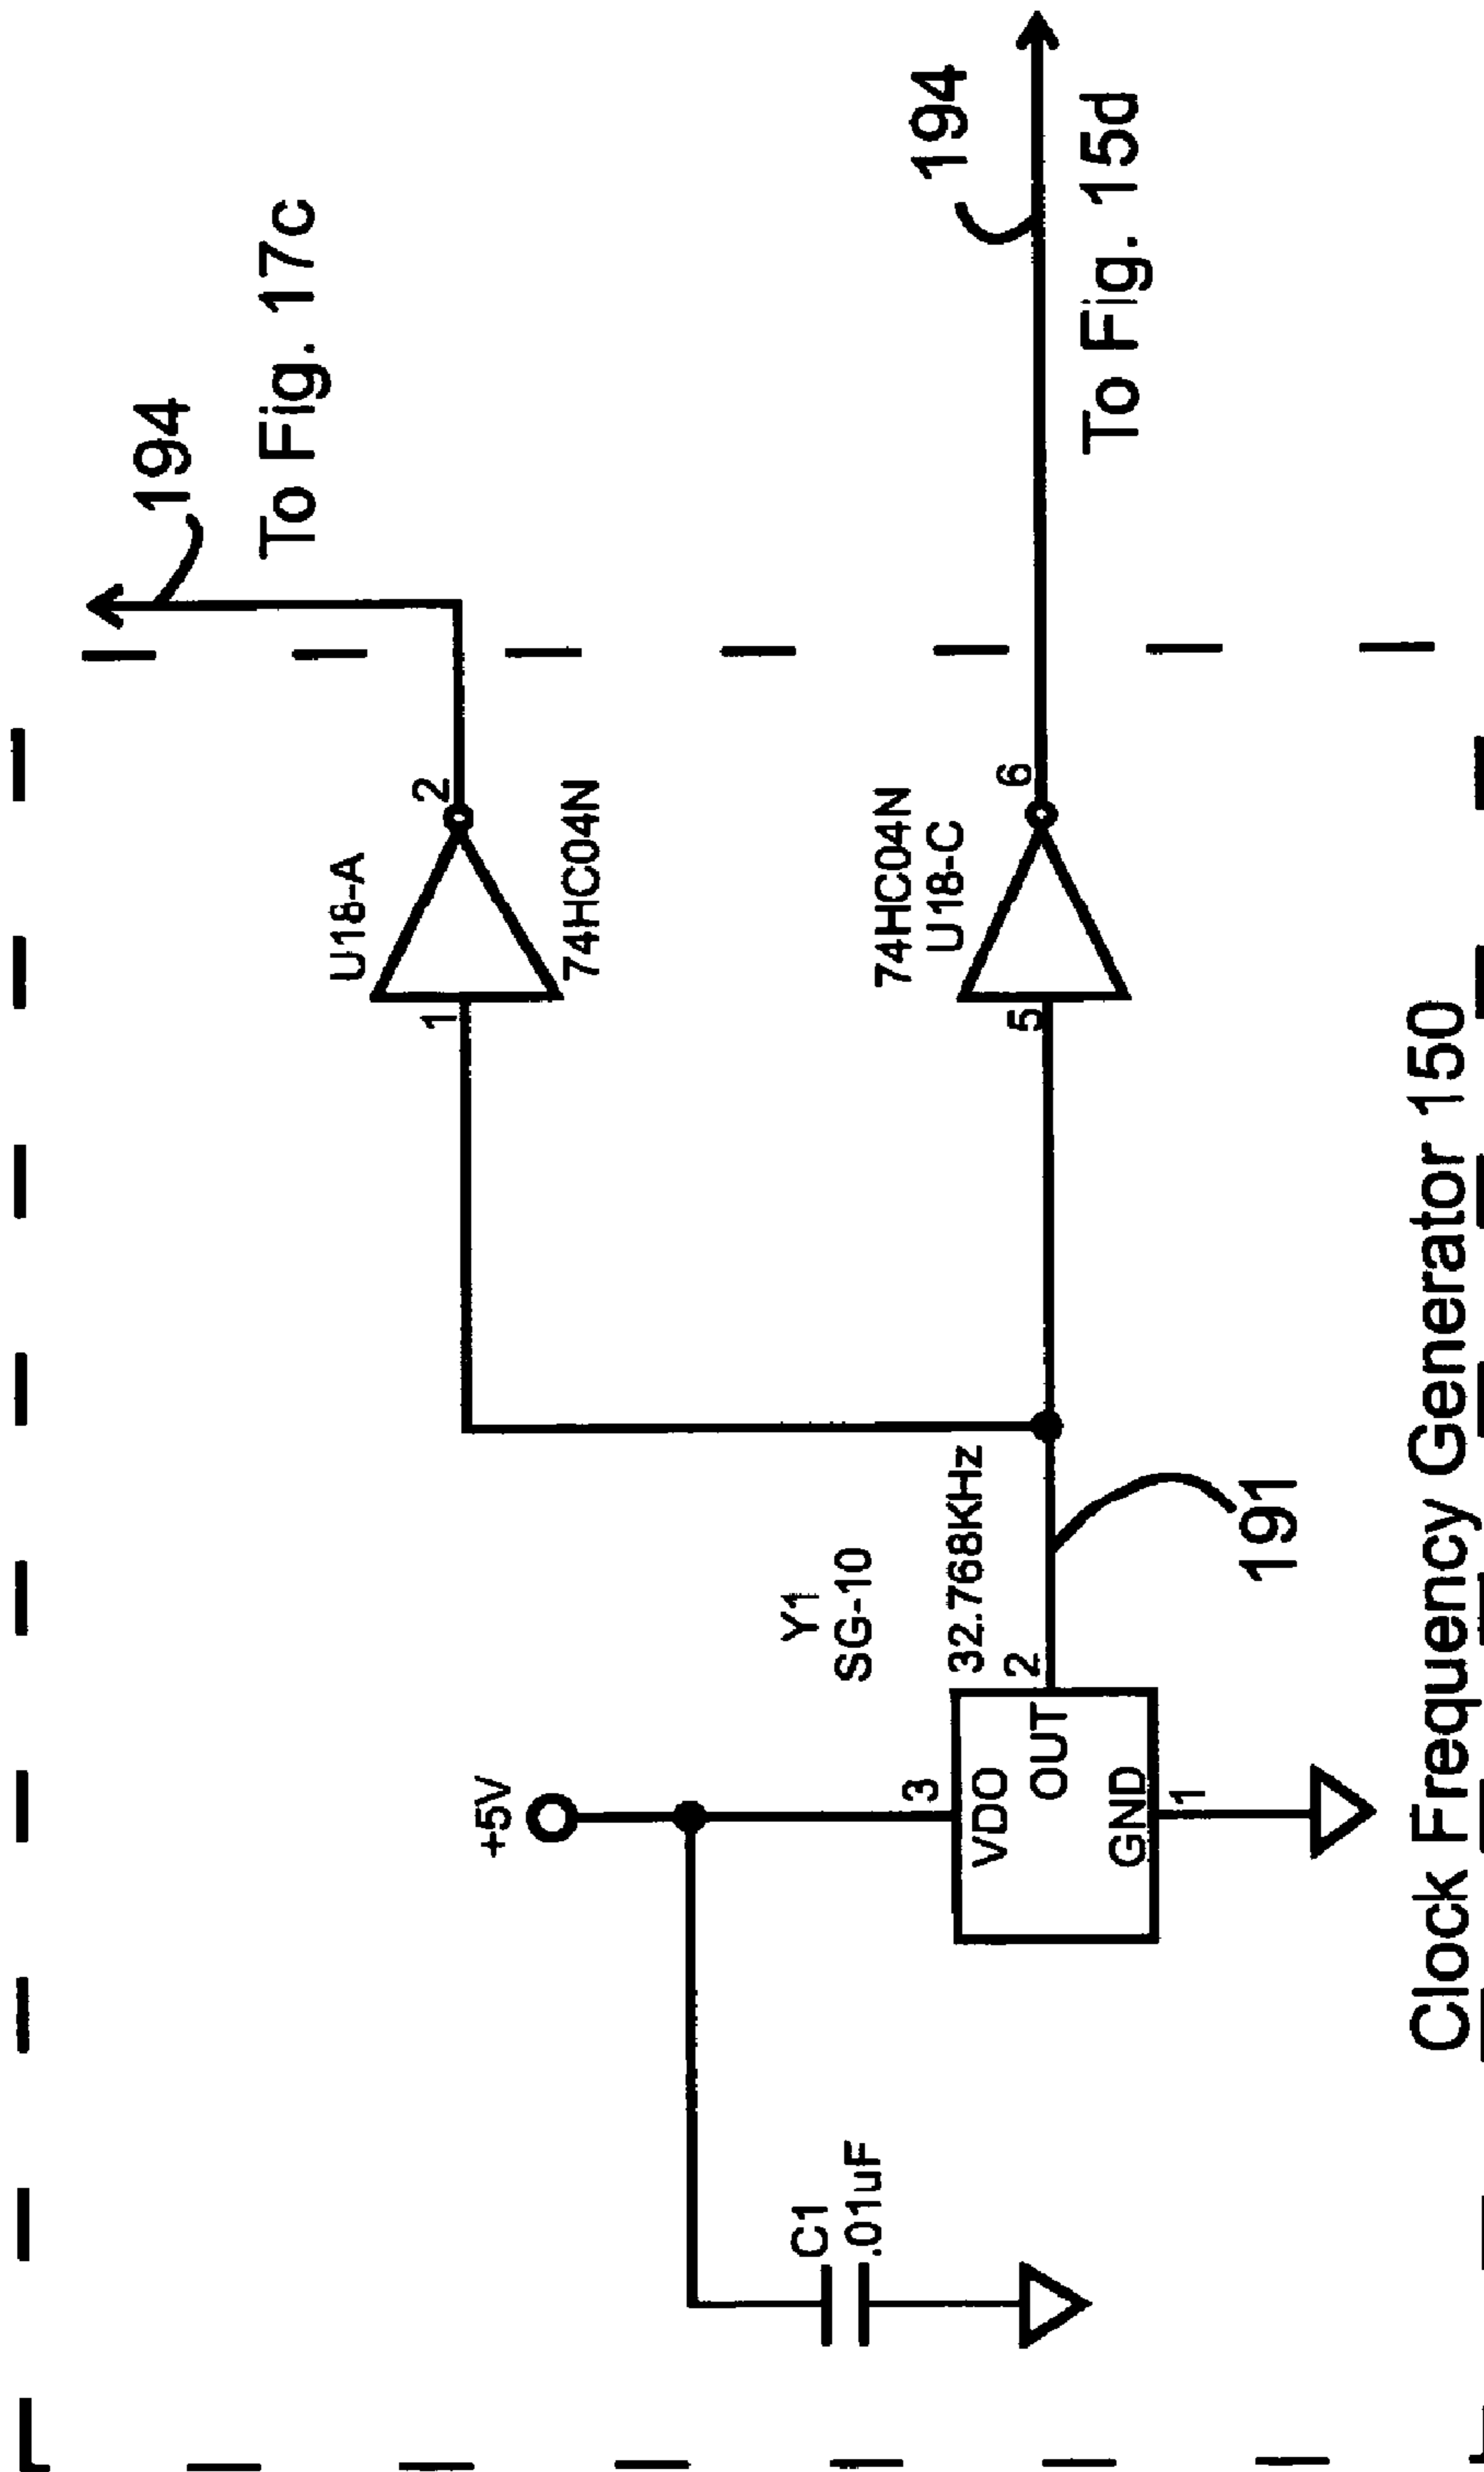 194
To Fig. 17c
U18-A
1
2
74HC04N
+5V
C1
.01uF
Y1
SG-10
32.768KHz
3
VDO
2
OUT
GND
1
191
74HC04N
U18-C
5
6
194
To Fig. 15d
Clock Frequency Generator 150